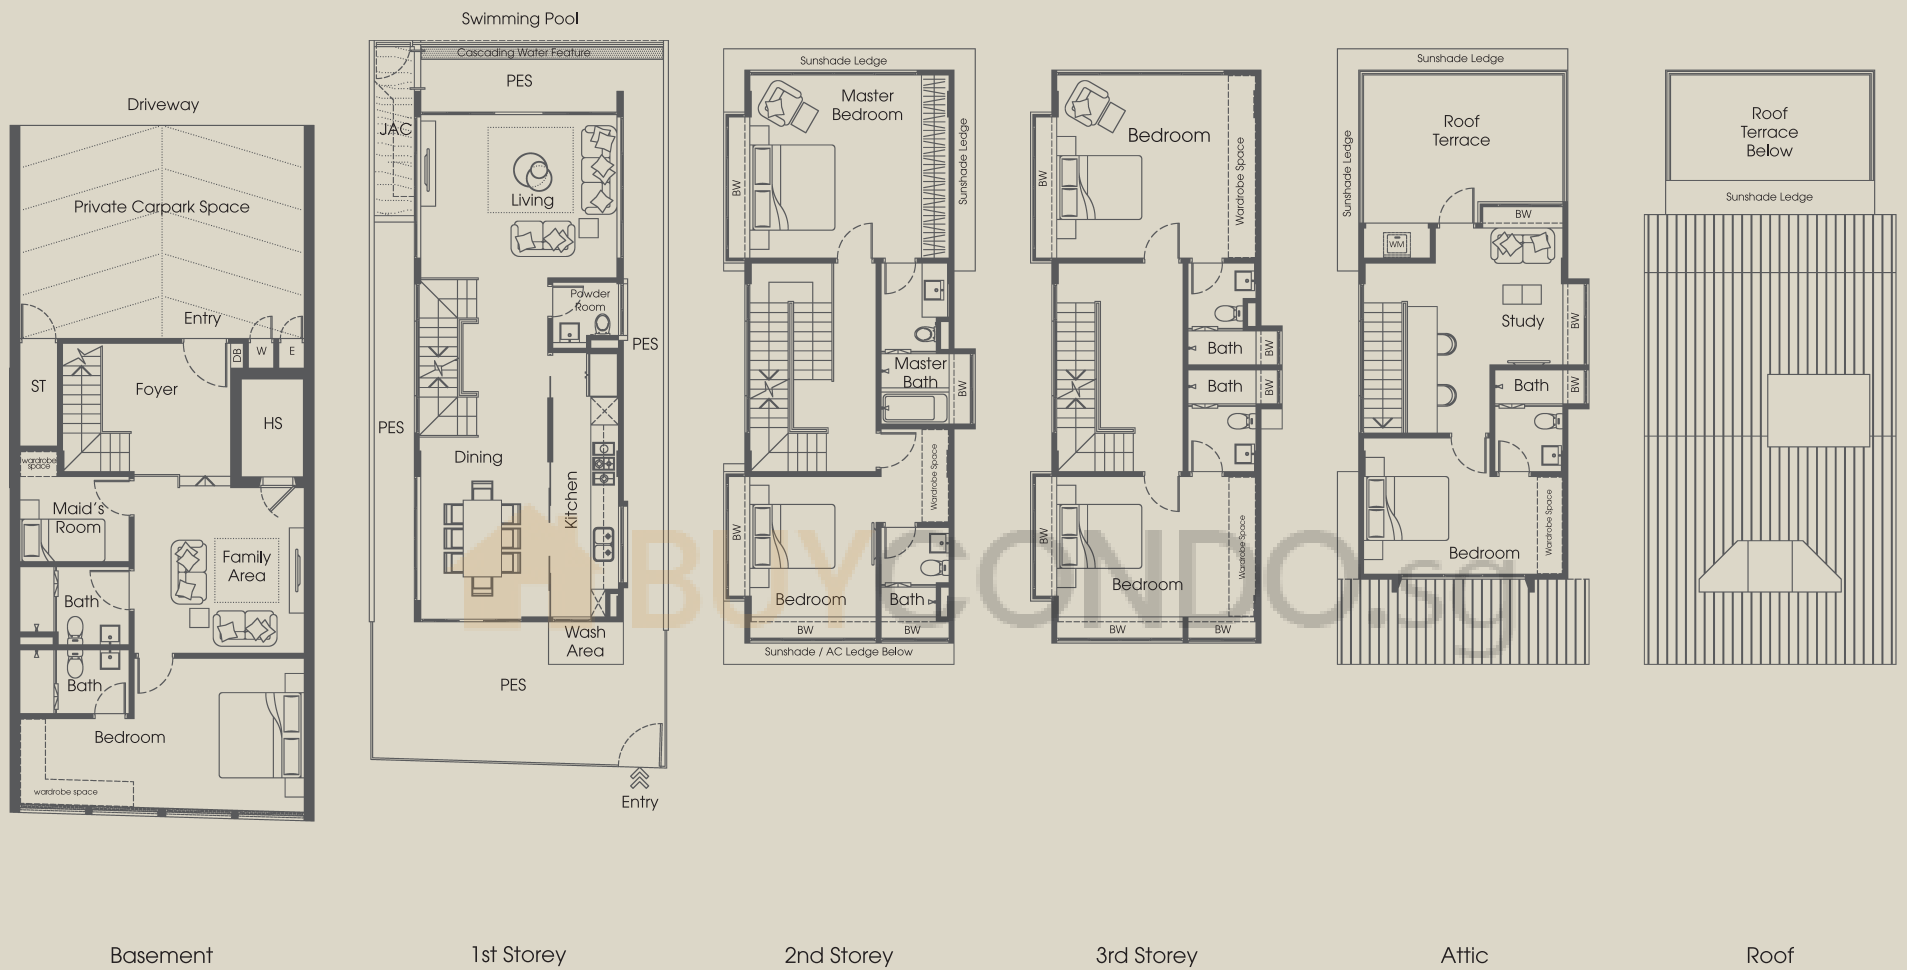 Driveway
Private Carpark Space
Entry
DB
W
E
ST
Foyer
HS
wardrobe
space
Maid's
Room
Family
Area
Bath
Bath
Bedroom
wardrobe space
Basement
Swimming Pool
Cascading Water Feature
PES
JAC
Living
Powder
Room
PES
PES
Dining
Kitchen
Wash
Area
PES
Entry
1st Storey
Sunshade Ledge
Master
Bedroom
BW
Sunshade Ledge
Master
Bath
BW
Wardrobe Space
BW
Bedroom
Bath
BW
BW
Sunshade / AC Ledge Below
2nd Storey
Bedroom
BW
Wardrobe Space
Bath
BW
Bath
BW
BW
Wardrobe Space
Bedroom
BW
BW
3rd Storey
Sunshade Ledge
Sunshade Ledge
Roof
Terrace
BW
WM
Study
BW
Bath
BW
Wardrobe Space
Bedroom
Attic
Roof
Terrace
Below
Sunshade Ledge
Roof
BUYCONDO.sg